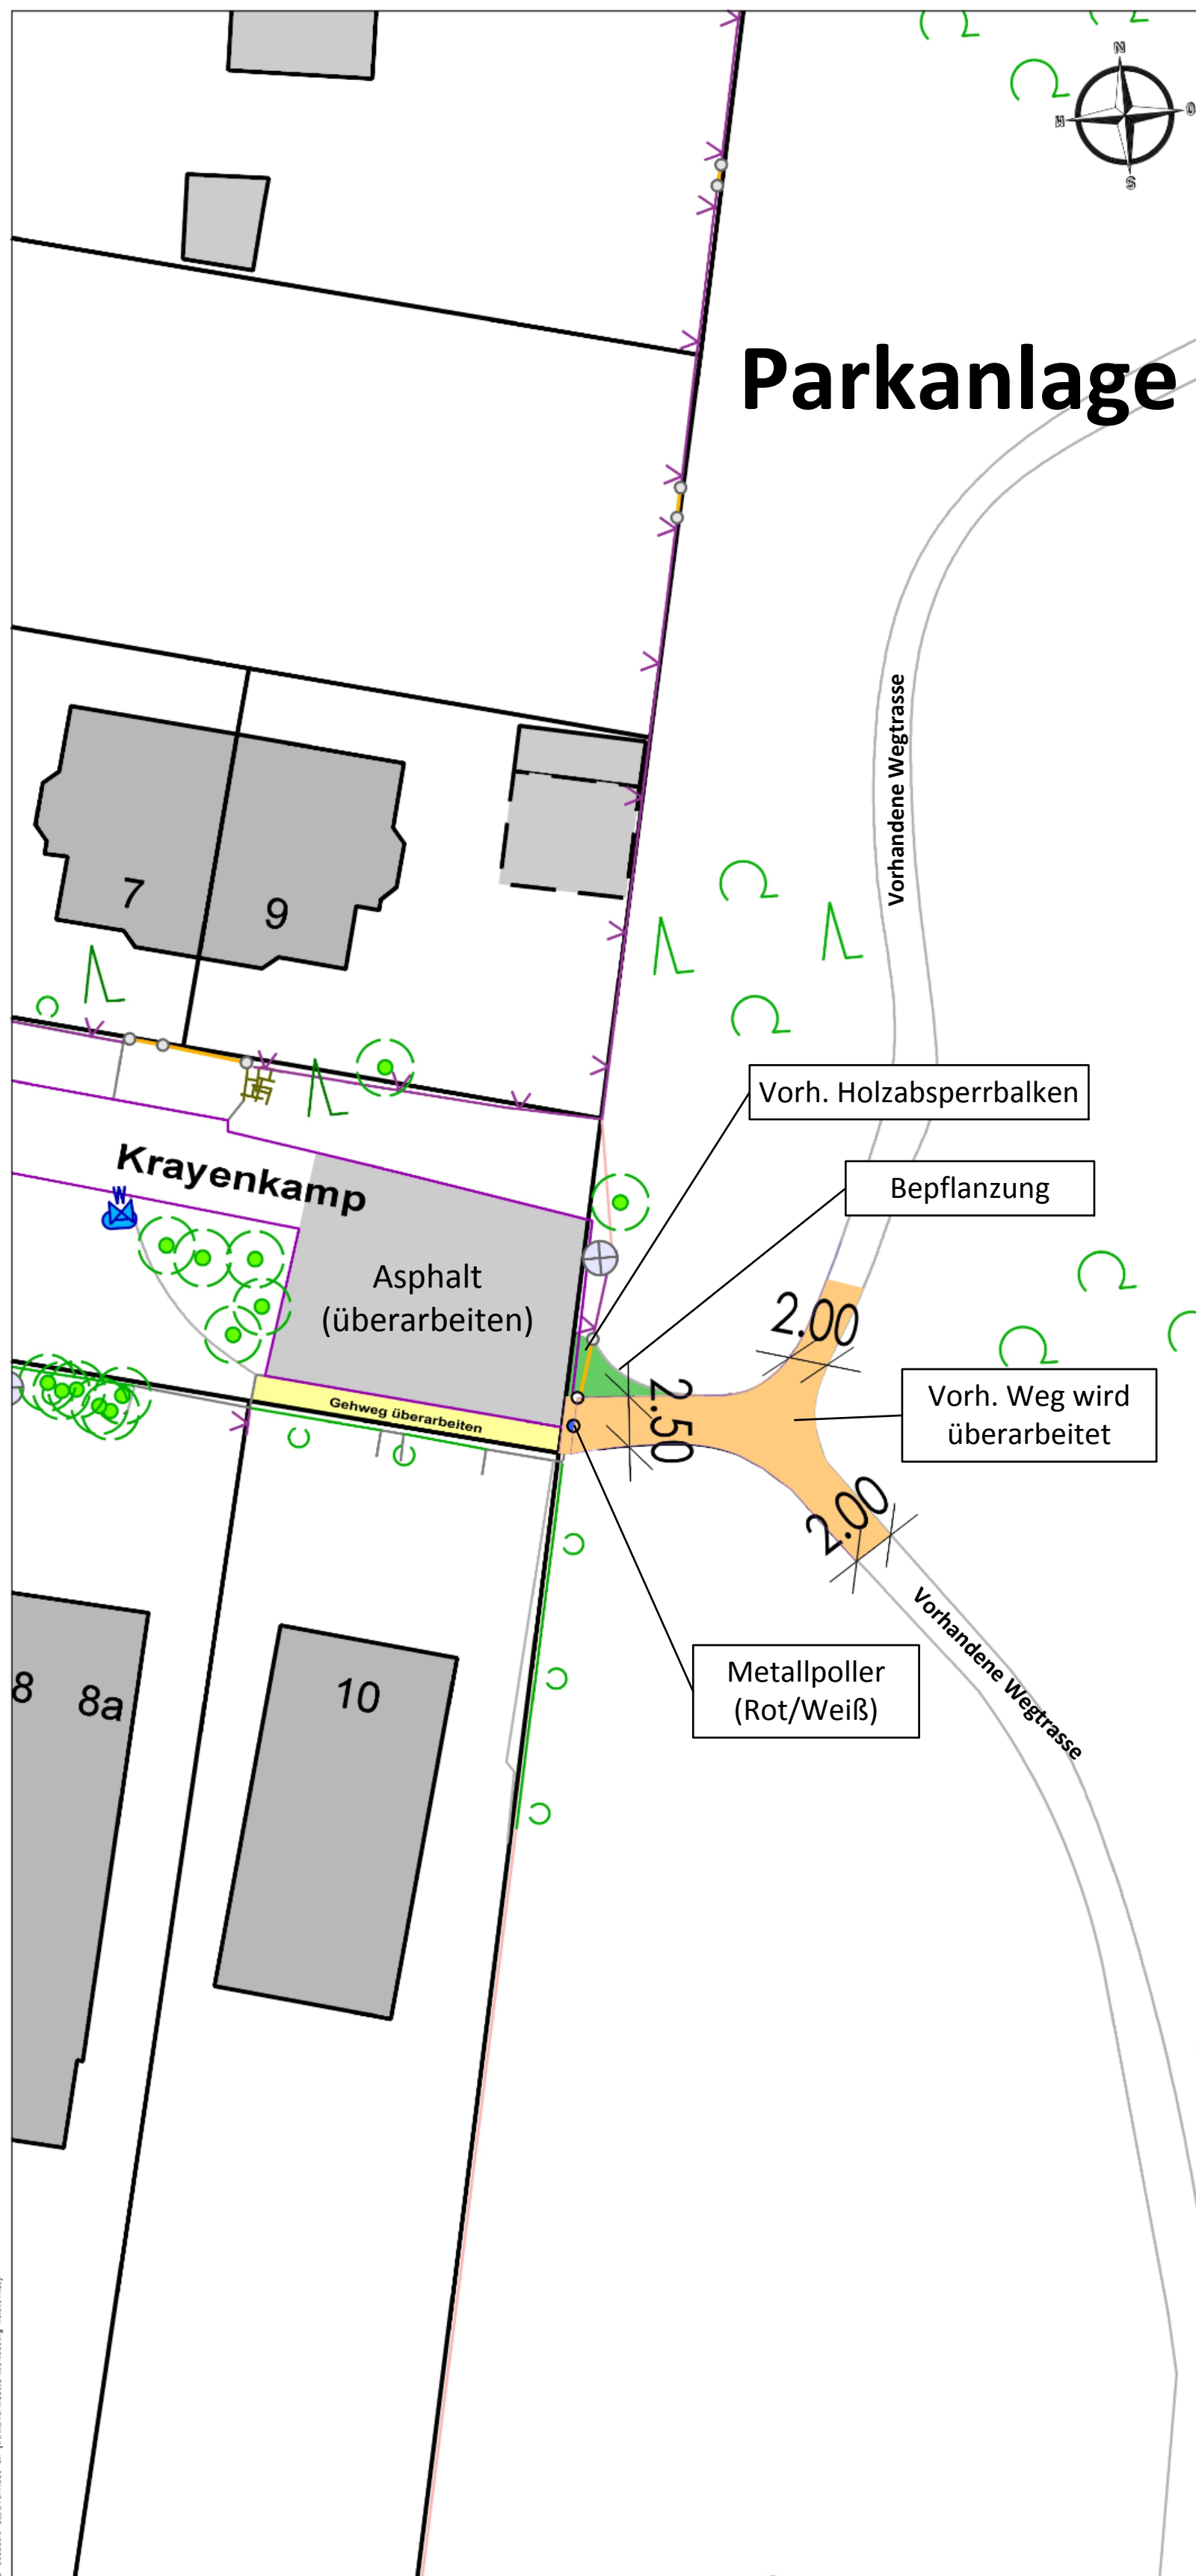 N
W
O
S
Parkanlage
Vorhandene Wegtrasse
7
9
Vorh. Holzabsperrbalken
Krayenkamp
W
Bepflanzung
Asphalt
(überarbeiten)
2.00
2.50
Vorh. Weg wird
überarbeitet
Gehweg überarbeiten
2.00
Vorhandene Wegtrasse
8
8a
10
Metallpoller
(Rot/Weiß)